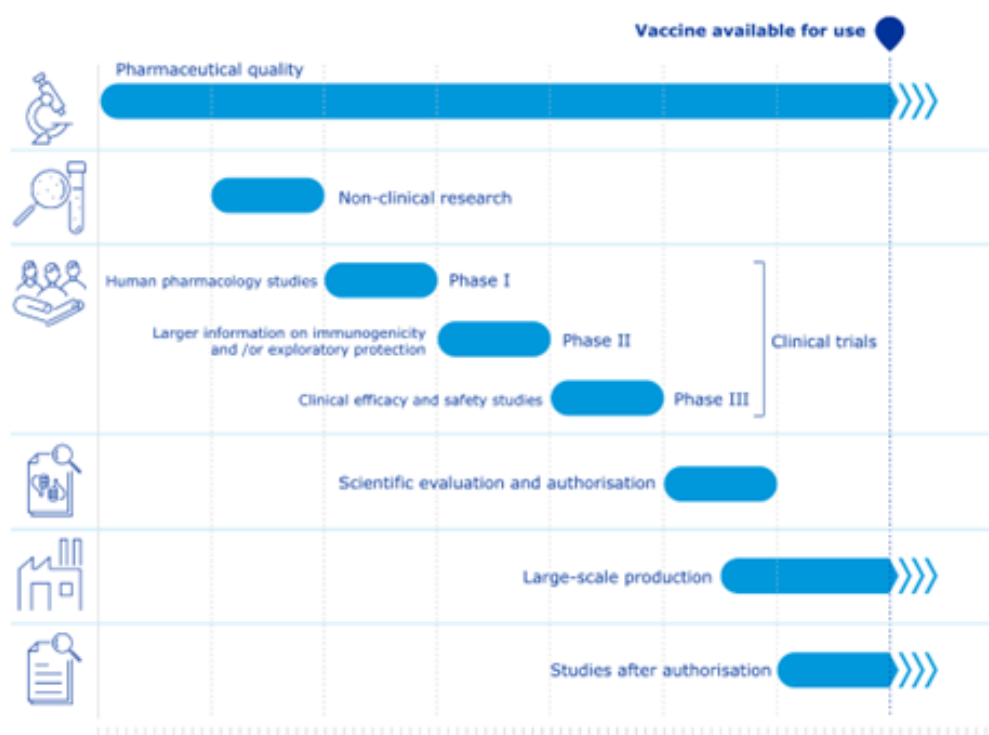 Vaccine available for use
Pharmaceutical quality
Non-clinical research
Human pharmacology studies
Phase I
Larger information on immunogenicity
and /or exploratory protection
Phase II
Clinical efficacy and safety studies
Phase III
Clinical trials
Scientific evaluation and authorisation
Large-scale production
Studies after authorisation